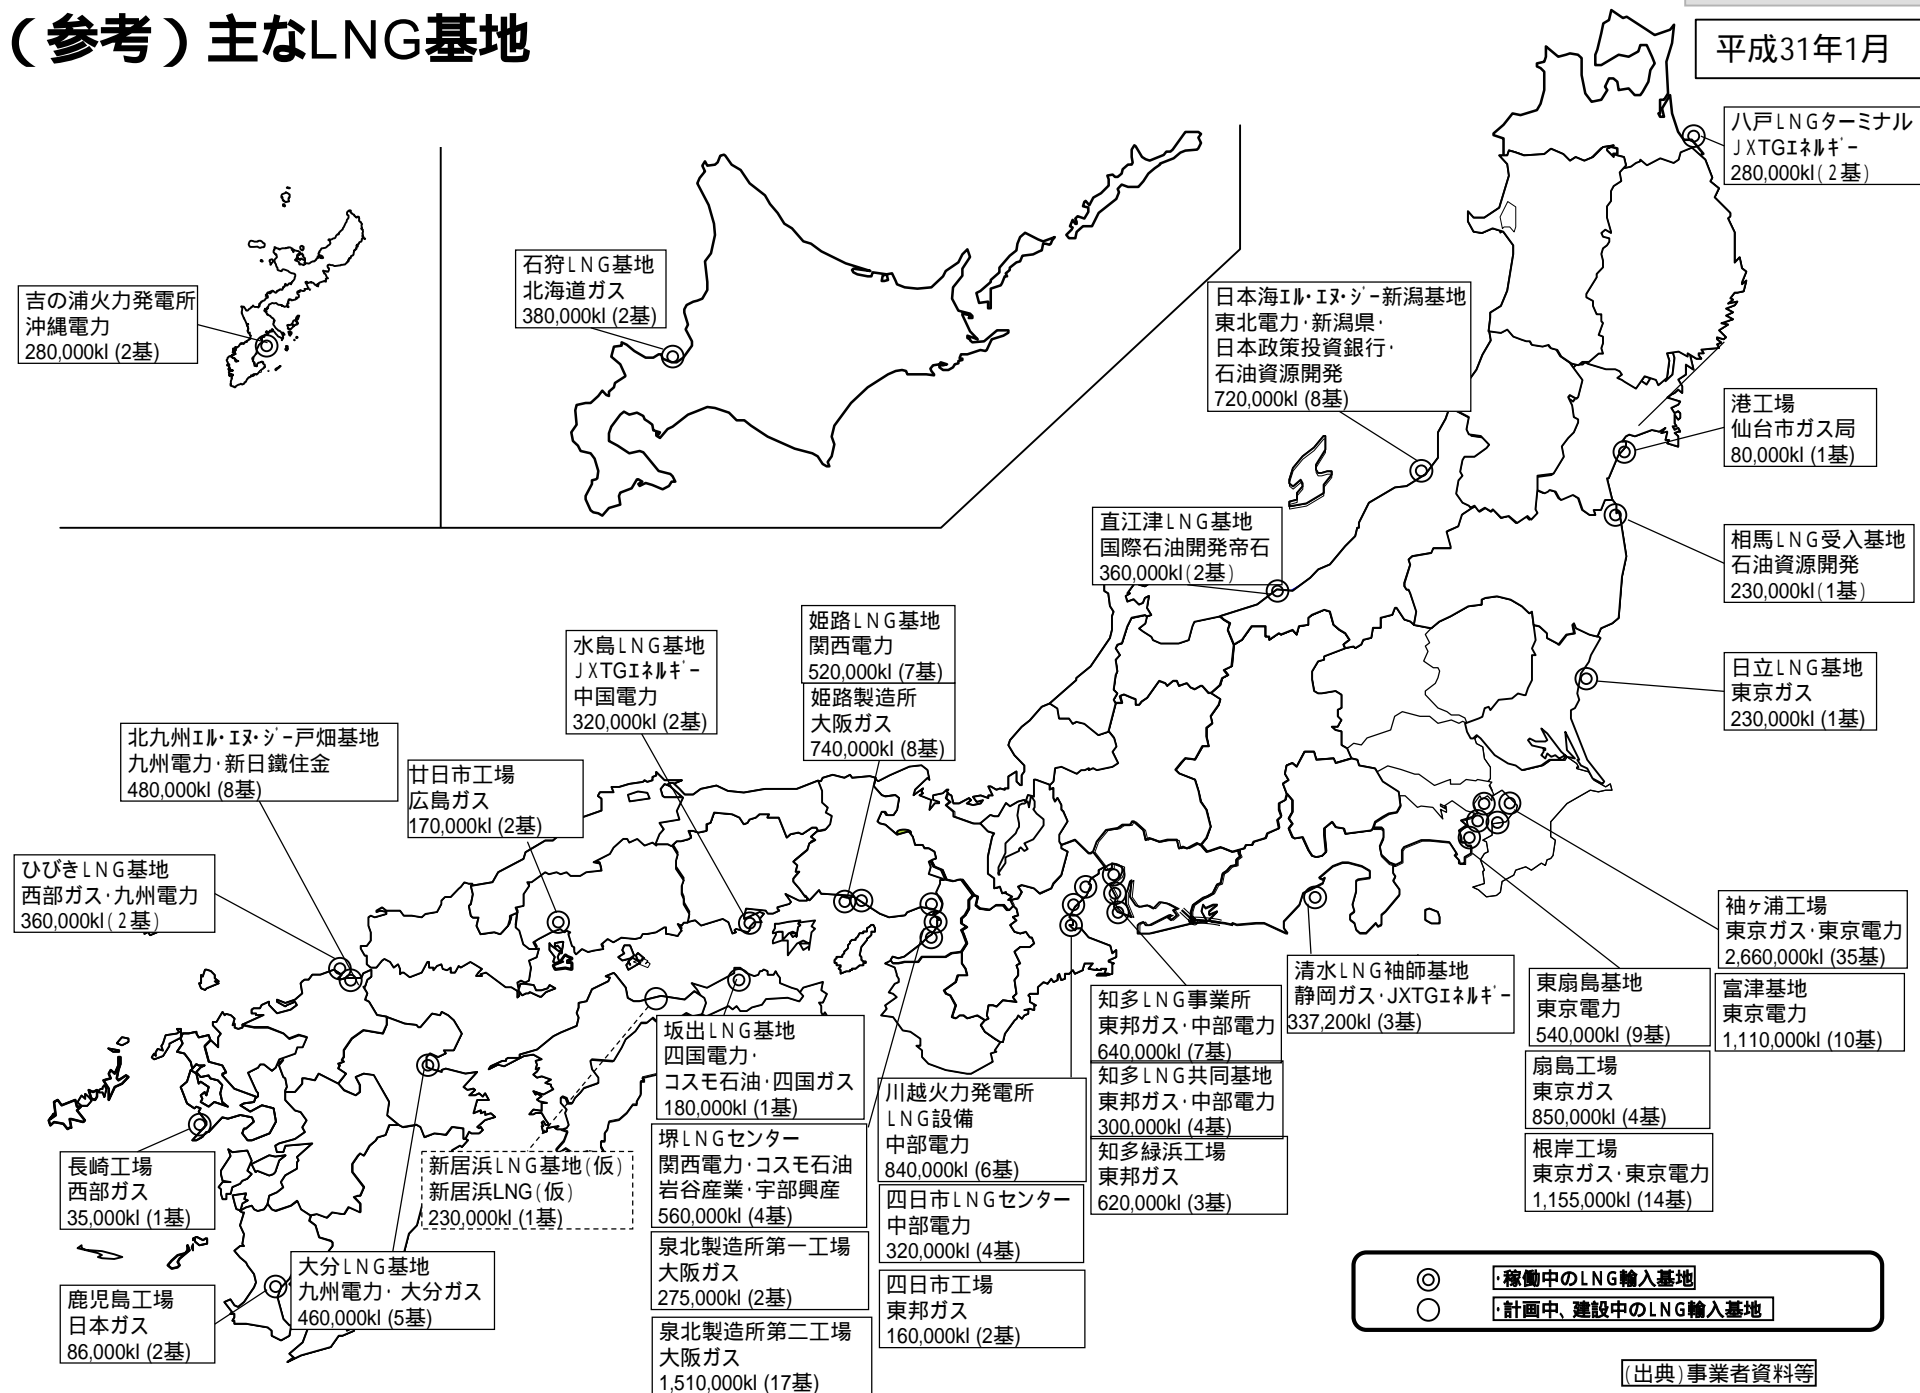 （参考）主なLNG基地
平成31年1月
八戸LNGターミナル
JXTGｴﾈﾙｷﾞｰ
280,000kl(2基)
石狩LNG基地
北海道ガス
380,000kl (2基)
吉の浦火力発電所
沖縄電力
280,000kl (2基)
日本海ｴﾙ･ｴﾇ･ｼﾞｰ新潟基地
東北電力･新潟県･
日本政策投資銀行･
石油資源開発
720,000kl (8基)
港工場
仙台市ガス局
80,000kl (1基)
直江津LNG基地
国際石油開発帝石
360,000kl(2基)
相馬LNG受入基地
石油資源開発
230,000kl(1基)
姫路LNG基地
関西電力
520,000kl (7基)
姫路製造所
大阪ガス
740,000kl (8基)
水島LNG基地
JXTGｴﾈﾙｷﾞｰ
中国電力
320,000kl (2基)
日立LNG基地
東京ガス
230,000kl (1基)
北九州ｴﾙ･ｴﾇ･ｼﾞｰ戸畑基地
九州電力･新日鐵住金
480,000kl (8基)
廿日市工場
広島ガス
170,000kl (2基)
ひびきLNG基地
西部ガス･九州電力
360,000kl(2基)
袖ヶ浦工場
東京ガス･東京電力
2,660,000kl (35基)
富津基地
東京電力
1,110,000kl (10基)
清水LNG袖師基地
静岡ガス･JXTGｴﾈﾙｷﾞｰ
337,200kl (3基)
東扇島基地
東京電力
540,000kl (9基)
扇島工場
東京ガス
850,000kl (4基)
根岸工場
東京ガス･東京電力
1,155,000kl (14基)
知多LNG事業所
東邦ガス･中部電力
640,000kl (7基)
知多LNG共同基地
東邦ガス･中部電力
300,000kl (4基)
知多緑浜工場
東邦ガス
620,000kl (3基)
坂出LNG基地
四国電力･
コスモ石油･四国ガス
180,000kl (1基)
川越火力発電所
LNG設備
中部電力
840,000kl (6基)
四日市LNGセンター
中部電力
320,000kl (4基)
四日市工場
東邦ガス
160,000kl (2基)
堺LNGセンター
関西電力･コスモ石油
岩谷産業･宇部興産
560,000kl (4基)
泉北製造所第一工場
大阪ガス
275,000kl (2基)
泉北製造所第二工場
大阪ガス
1,510,000kl (17基)
長崎工場
西部ガス
35,000kl (1基)
新居浜LNG基地(仮)
新居浜LNG(仮)
230,000kl (1基)
大分LNG基地
九州電力･ 大分ガス
460,000kl (5基)
鹿児島工場
日本ガス
86,000kl (2基)
･稼働中のLNG輸入基地
･計画中、建設中のLNG輸入基地
(出典)事業者資料等